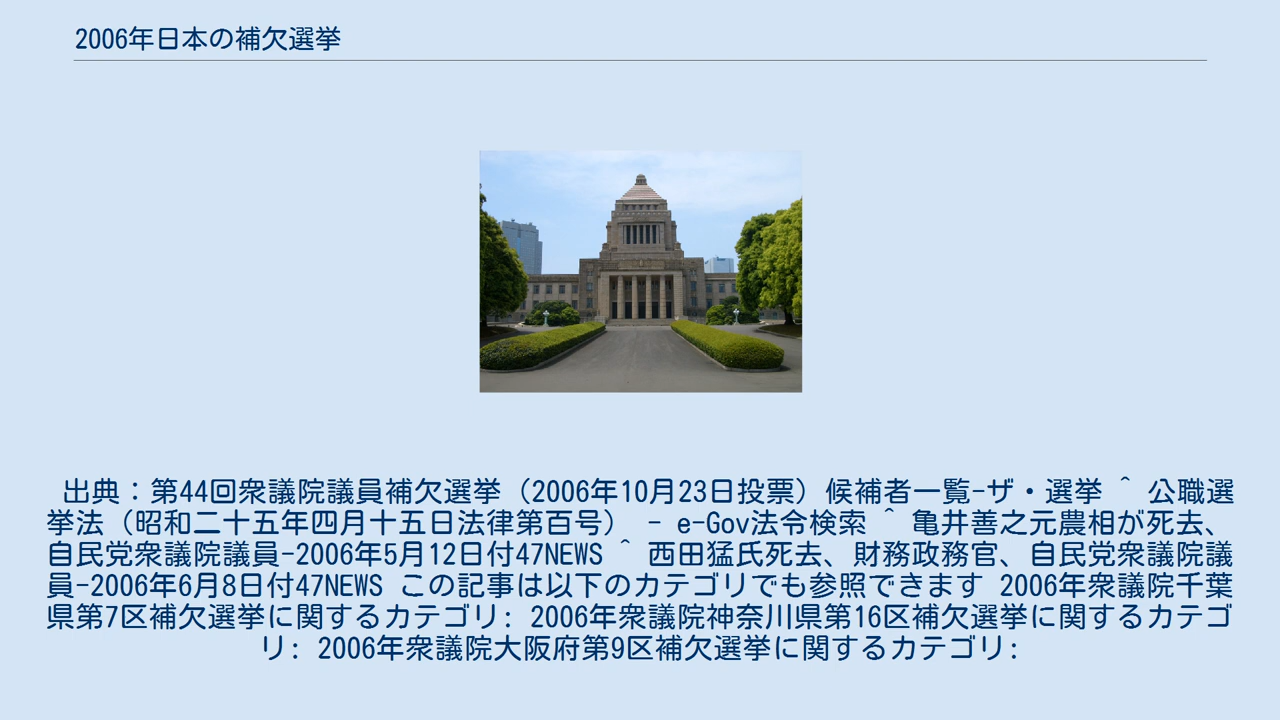 2006年日本の補欠選挙
出典：第44回衆議院議員補欠選挙（2006年10月23日投票）候補者一覧-ザ・選挙 ^ 公職選
挙法（昭和二十五年四月十五日法律第百号） - e-Gov法令検索 ^ 亀井善之元農相が死去、
自民党衆議院議員-2006年5月12日付47NEWS ^ 西田猛氏死去、財務政務官、自民党衆議院議
員-2006年6月8日付47NEWS この記事は以下のカテゴリでも参照できます 2006年衆議院千葉
県第7区補欠選挙に関するカテゴリ: 2006年衆議院神奈川県第16区補欠選挙に関するカテゴ
リ: 2006年衆議院大阪府第9区補欠選挙に関するカテゴリ: